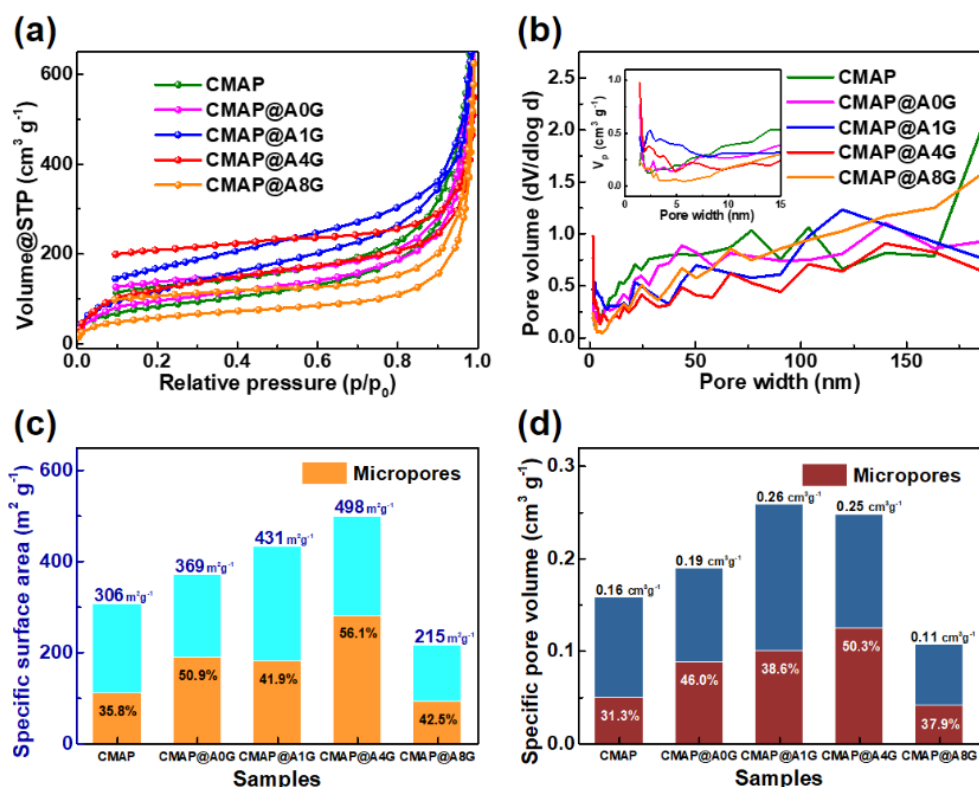 (a)
Volume@STP (cm³ g⁻¹)
600
400
200
0
0.0 0.2 0.4 0.6 0.8 1.0
Relative pressure (p/p₀)
CMAP
CMAP@A0G
CMAP@A1G
CMAP@A4G
CMAP@A8G
(b)
Pore volume (dV/dlog d)
2.5
2.0
1.5
1.0
0.5
0.0
0 50 100 150
Pore width (nm)
CMAP
CMAP@A0G
CMAP@A1G
CMAP@A4G
CMAP@A8G
Vₚ (cm³ g⁻¹)
1.0
0.5
0.0
0 5 10 15
Pore width (nm)
(c)
Specific surface area (m² g⁻¹)
600
400
200
0
Micropores
306 m²g⁻¹
369 m²g⁻¹
431 m²g⁻¹
498 m²g⁻¹
215 m²g⁻¹
35.8%
50.9%
41.9%
56.1%
42.5%
CMAP CMAP@A0G CMAP@A1G CMAP@A4G CMAP@A8G
Samples
(d)
Specific pore volume (cm³ g⁻¹)
0.3
0.2
0.1
0.0
Micropores
0.16 cm³g⁻¹
0.19 cm³g⁻¹
0.26 cm³g⁻¹
0.25 cm³g⁻¹
0.11 cm³g⁻¹
31.3%
46.0%
38.6%
50.3%
37.9%
CMAP CMAP@A0G CMAP@A1G CMAP@A4G CMAP@A8G
Samples